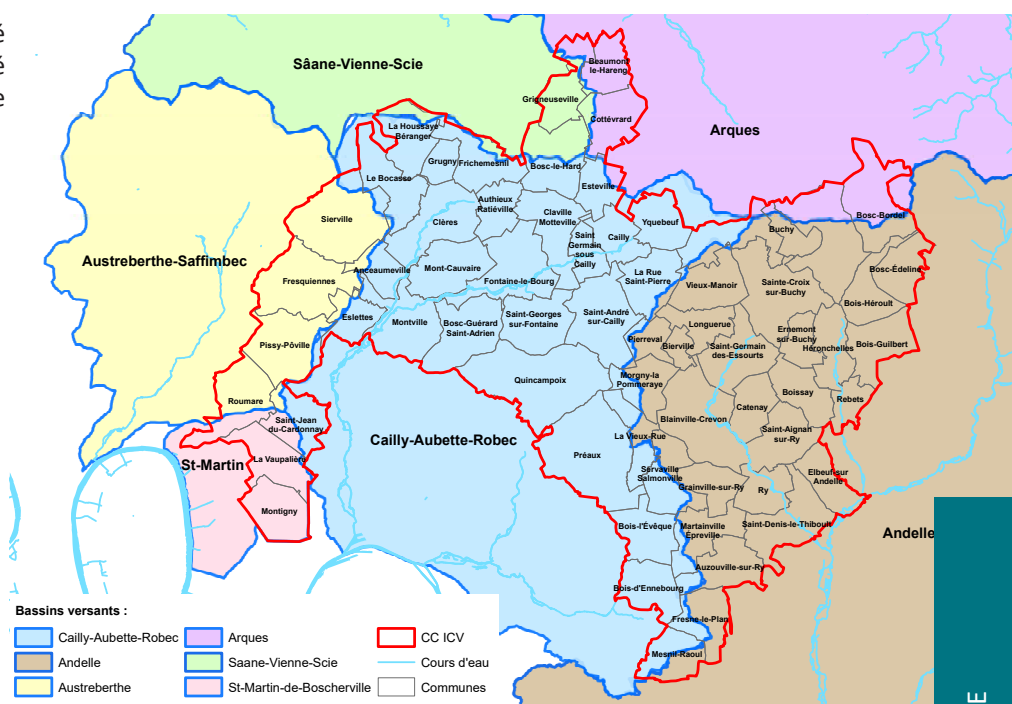 Sâane-Vienne-Scie
Beaumont
le-Hareng
Grigneuseville
Cottévrard
Arques
La Houssaye
Béranger
Grugny
Frichemesnil
Bosc-le-Hard
Le Bocasse
Esteville
Authieux
Ratiéville
Sierville
Clères
Claville
Motteville
Cailly
Yquebeuf
Bosc-Bordel
Buchy
Saint
Germain
sous
Cailly
Austreberthe-Saffimbec
Anceaumeville
Mont-Cauvaire
Fontaine-le-Bourg
La Rue
Saint-Pierre
Bosc-Édeline
Fresquiennes
Vieux-Manoir
Sainte-Croix
sur-Buchy
Bois-Héroult
Eslettes
Montville
Bosc-Guérard
Saint-Adrien
Saint-Georges
sur-Fontaine
Saint-André
sur-Cailly
Longuerue
Ernemont
sur-Buchy
Pissy-Pôville
Pierreval
Bierville
Saint-Germain
des-Essourts
Héronchelles
Bois-Guilbert
Quincampoix
Morgny-la
Pommeraye
Boissay
Rebets
Roumare
Catenay
Saint-Jean
du-Cardonnay
Cailly-Aubette-Robec
Blainville-Crevon
Saint-Aignan
sur-Ry
La Vieux-Rue
St-Martin
La Vaupalière
Préaux
Servaville
Salmonville
Grainville-sur-Ry
Ry
Elbeuf-sur
Andelle
Montigny
Bois-l'Évêque
Martainville
Épreville
Saint-Denis-le-Thiboult
Andelle
Auzouville-sur-Ry
Bois-d'Ennebourg
Fresne-le-Plan
Mesnil-Raoul
Bassins versants :
Cailly-Aubette-Robec
Arques
CC ICV
Andelle
Saane-Vienne-Scie
Cours d'eau
Austreberthe
St-Martin-de-Boscherville
Communes
E